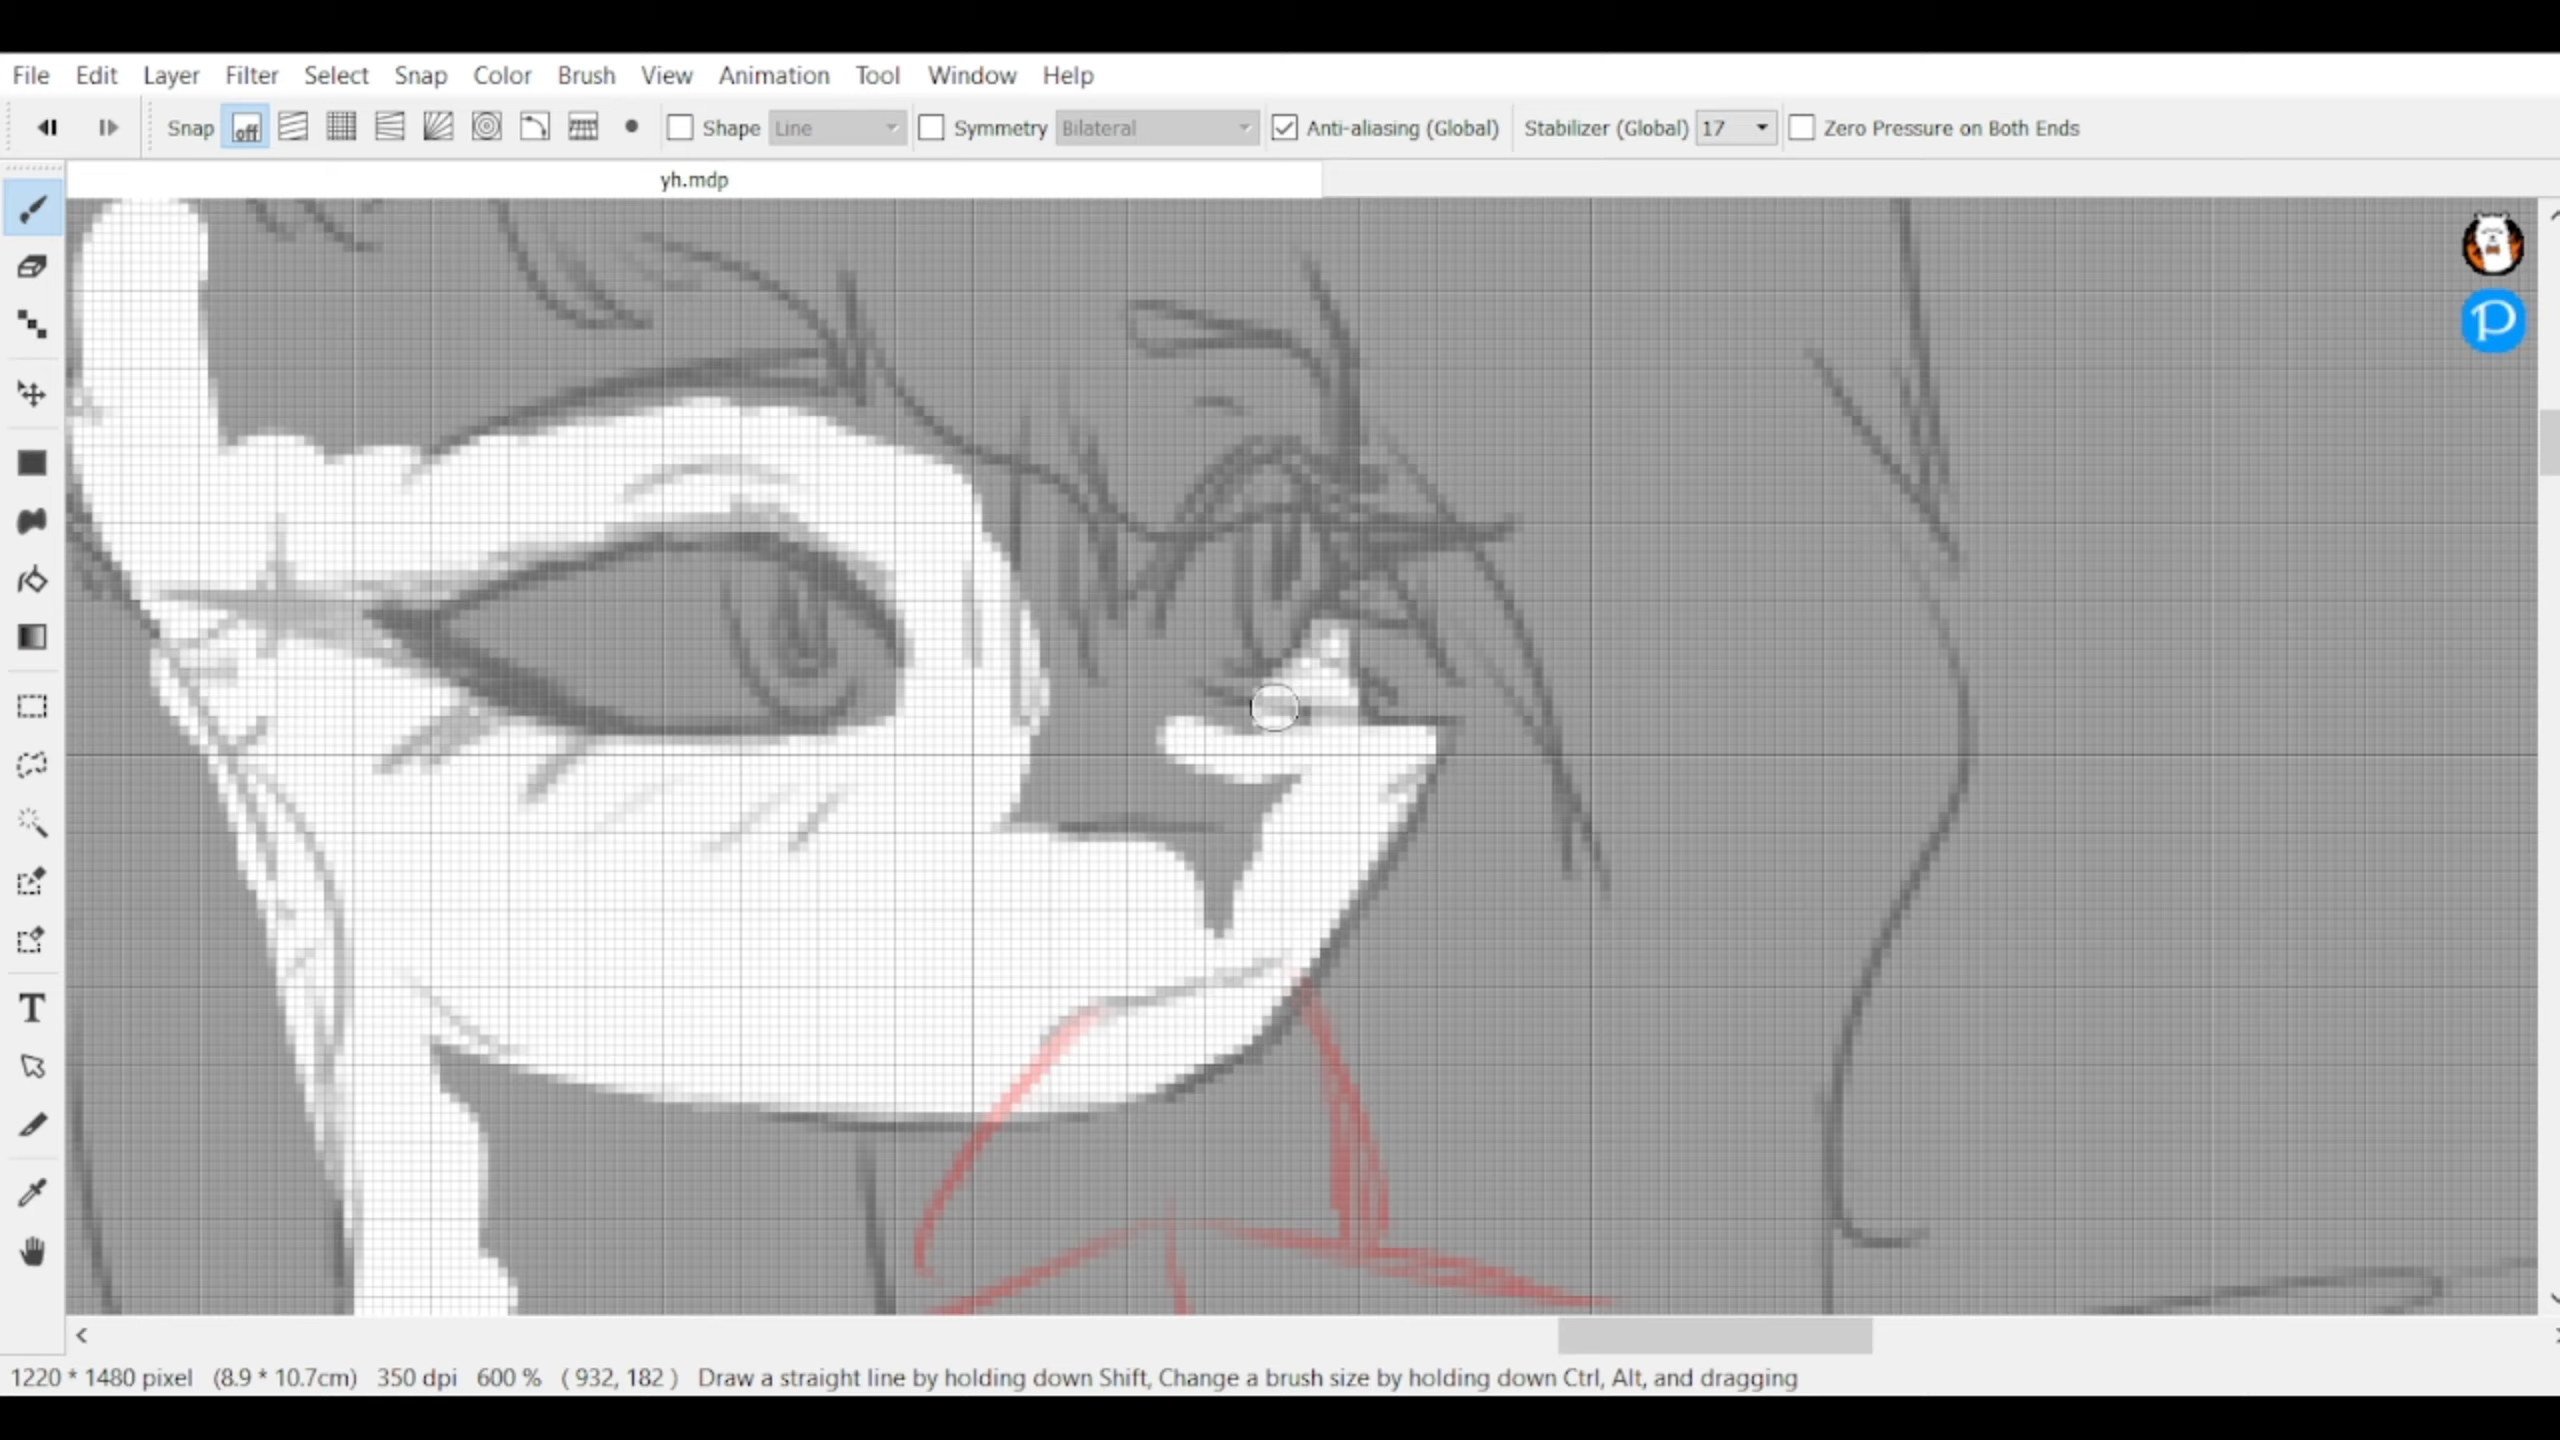 File Edit Layer Filter Select Snap Color Brush View Animation Tool Window Help
Snap off Shape Line Symmetry Bilateral Anti-aliasing (Global) Stabilizer (Global) 17 Zero Pressure on Both Ends
yh.mdp
P
T
1220 * 1480 pixel (8.9 * 10.7cm) 350 dpi 600 % ( 932, 182 ) Draw a straight line by holding down Shift, Change a brush size by holding down Ctrl, Alt, and dragging